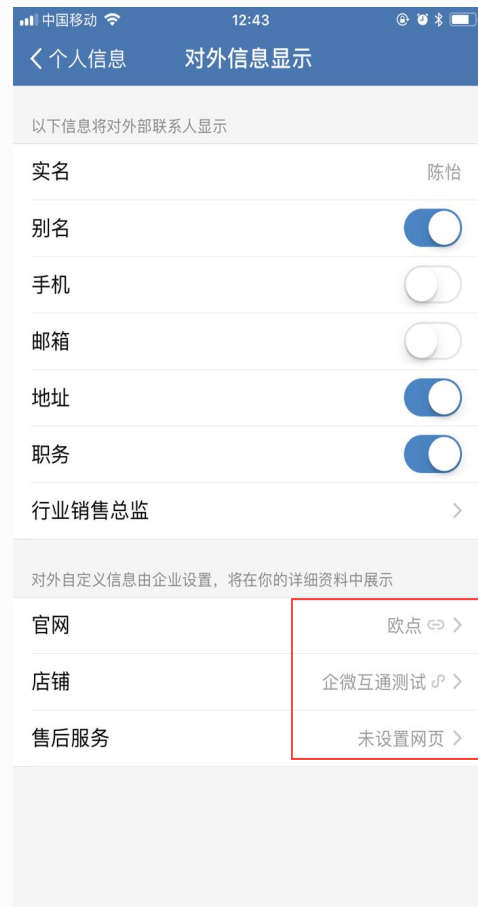 中国移动 12:43
个人信息 对外信息显示
以下信息将对外部联系人显示
实名 陈怡
别名
手机
邮箱
地址
职务
行业销售总监
对外自定义信息由企业设置，将在你的详细资料中展示
官网 欧点
店铺 企微互通测试
售后服务 未设置网页